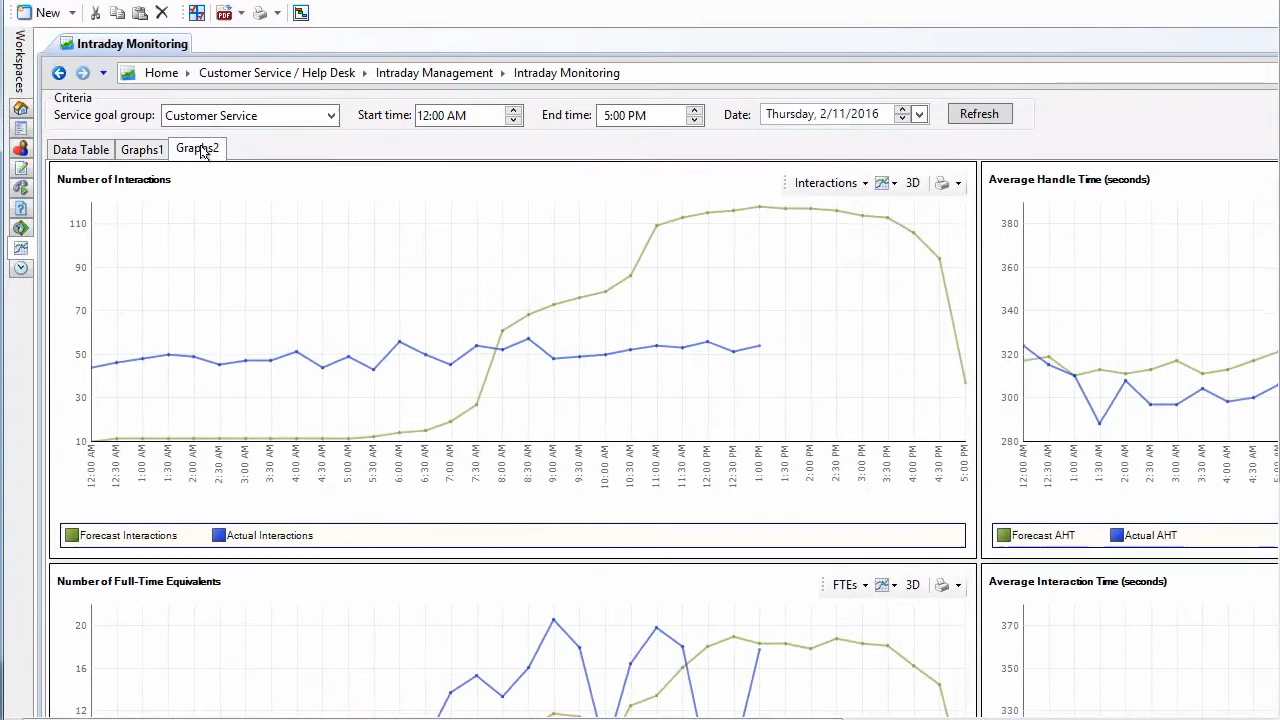 New
Workspaces
Intraday Monitoring
Home Customer Service / Help Desk Intraday Management Intraday Monitoring
Criteria
Service goal group: Customer Service Start time: 12:00 AM End time: 5:00 PM Date: Thursday, 2/11/2016 Refresh
Data Table Graphs1 Graphs2
Number of Interactions
Interactions 3D
110
90
70
50
30
10
12:00 AM 12:30 AM 1:00 AM 1:30 AM 2:00 AM 2:30 AM 3:00 AM 3:30 AM 4:00 AM 4:30 AM 5:00 AM 5:30 AM 6:00 AM 6:30 AM 7:00 AM 7:30 AM 8:00 AM 8:30 AM 9:00 AM 9:30 AM 10:00 AM 10:30 AM 11:00 AM 11:30 AM 12:00 PM 12:30 PM 1:00 PM 1:30 PM 2:00 PM 2:30 PM 3:00 PM 3:30 PM 4:00 PM 4:30 PM 5:00 PM
Forecast Interactions Actual Interactions
Average Handle Time (seconds)
380
360
340
320
300
280
12:00 AM 12:30 AM 1:00 AM 1:30 AM 2:00 AM 2:30 AM 3:00 AM 3:30 AM 4:00 AM 4:30 AM
Forecast AHT Actual AHT
Number of Full-Time Equivalents
FTEs 3D
20
16
12
Average Interaction Time (seconds)
370
350
330